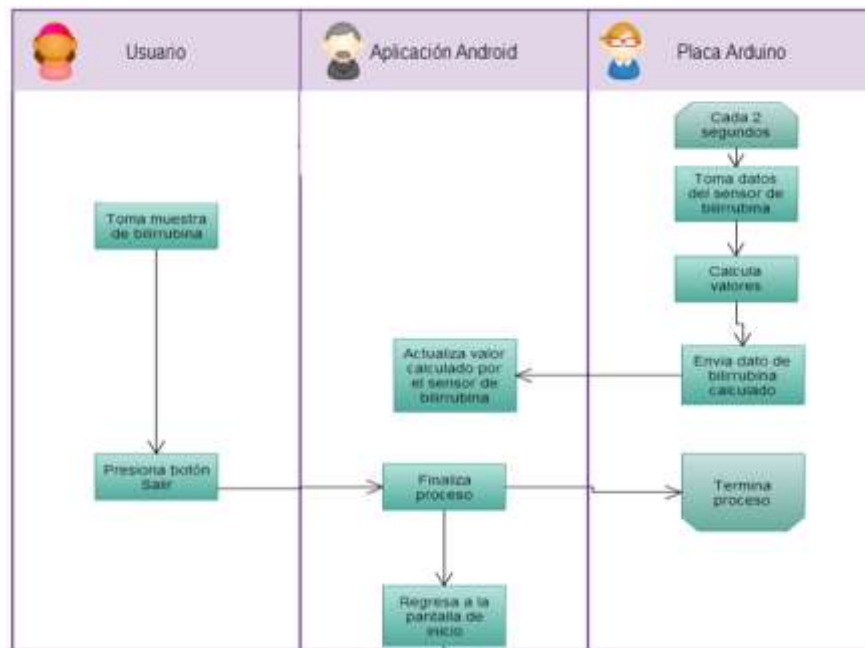 Usuario
Aplicación Android
Placa Arduino
Cada 2
segundos
Toma datos
del sensor de
bilirrubina
Toma muestra
de bilirrubina
Calcula
valores
Actualiza valor
calculado por
el sensor de
bilirrubina
Envia dato de
bilirrubina
calculado
Presiona botón
Salir
Finaliza
proceso
Termina
proceso
Regresa a la
pantalla de
inicio